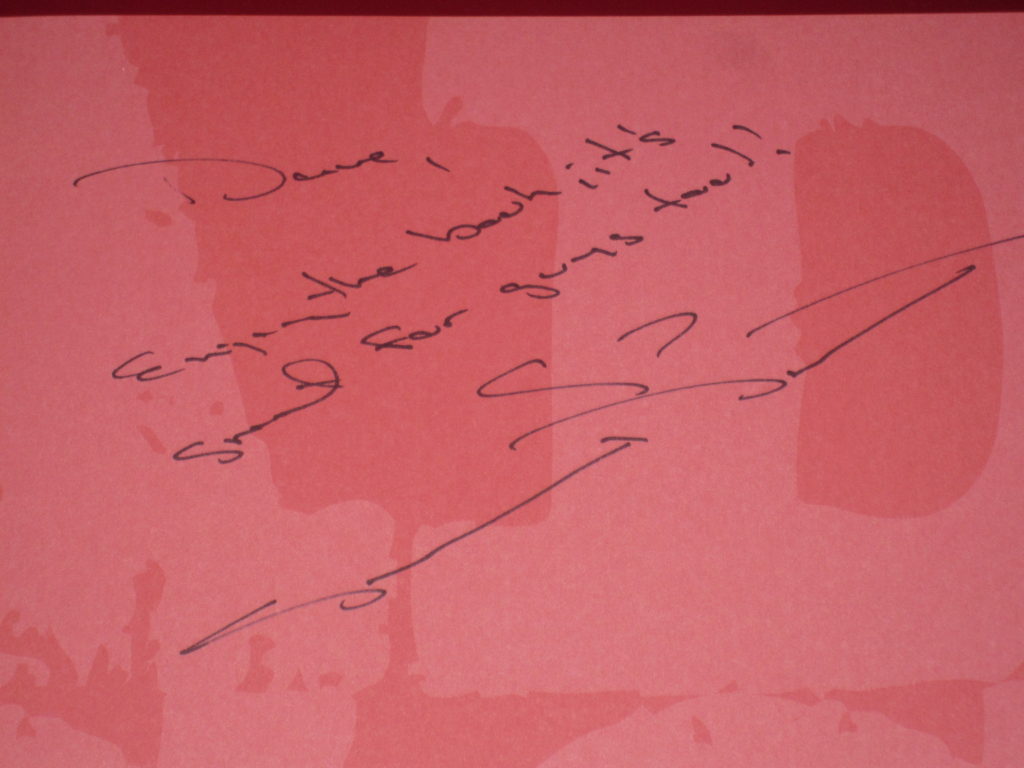 Dave,
Enjoy the book, it's
Good for guys too!!